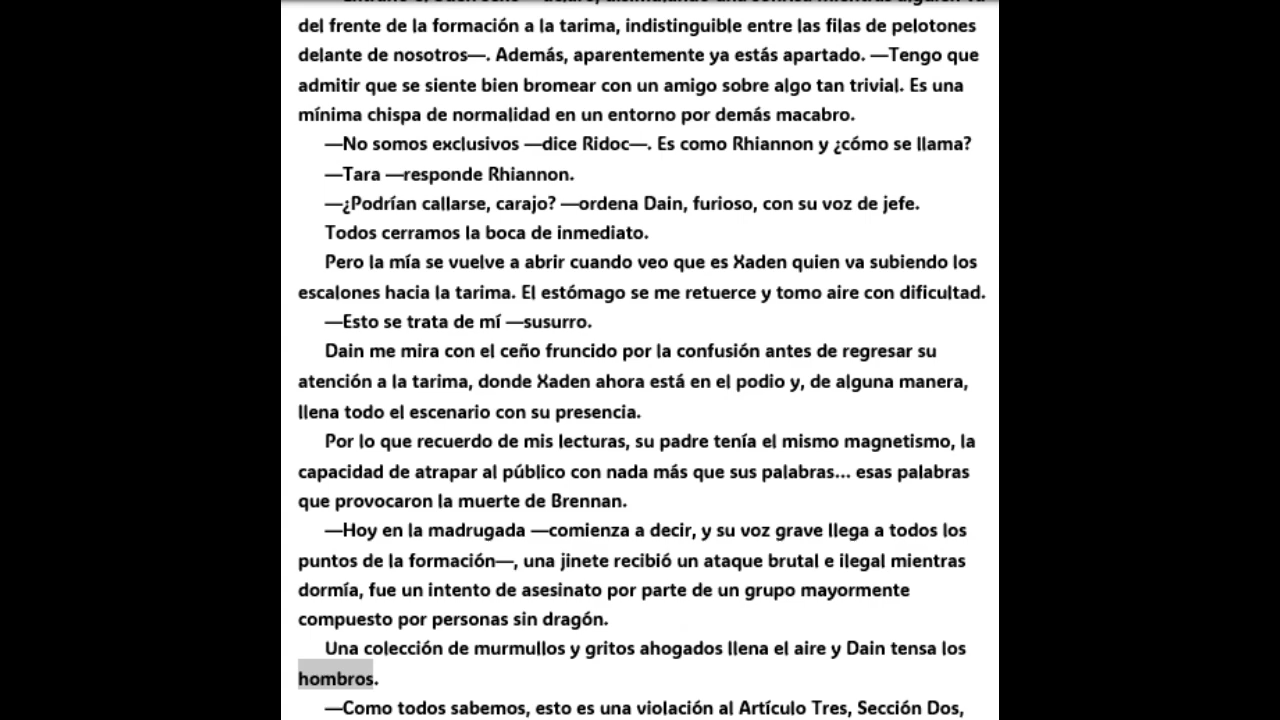 del frente de la formación a la tarima, indistinguible entre las filas de pelotones
delante de nosotros—. Además, aparentemente ya estás apartado. —Tengo que
admitir que se siente bien bromear con un amigo sobre algo tan trivial. Es una
mínima chispa de normalidad en un entorno por demás macabro.
—No somos exclusivos —dice Ridoc—. Es como Rhiannon y ¿cómo se llama?
—Tara —responde Rhiannon.
—¿Podrían callarse, carajo? —ordena Dain, furioso, con su voz de jefe.
Todos cerramos la boca de inmediato.
Pero la mía se vuelve a abrir cuando veo que es Xaden quien va subiendo los
escalones hacia la tarima. El estómago se me retuerce y tomo aire con dificultad.
—Esto se trata de mí —susurro.
Dain me mira con el ceño fruncido por la confusión antes de regresar su
atención a la tarima, donde Xaden ahora está en el podio y, de alguna manera,
llena todo el escenario con su presencia.
Por lo que recuerdo de mis lecturas, su padre tenía el mismo magnetismo, la
capacidad de atrapar al público con nada más que sus palabras... esas palabras
que provocaron la muerte de Brennan.
—Hoy en la madrugada —comienza a decir, y su voz grave llega a todos los
puntos de la formación—, una jinete recibió un ataque brutal e ilegal mientras
dormía, fue un intento de asesinato por parte de un grupo mayormente
compuesto por personas sin dragón.
Una colección de murmullos y gritos ahogados llena el aire y Dain tensa los
hombros.
—Como todos sabemos, esto es una violación al Artículo Tres, Sección Dos,